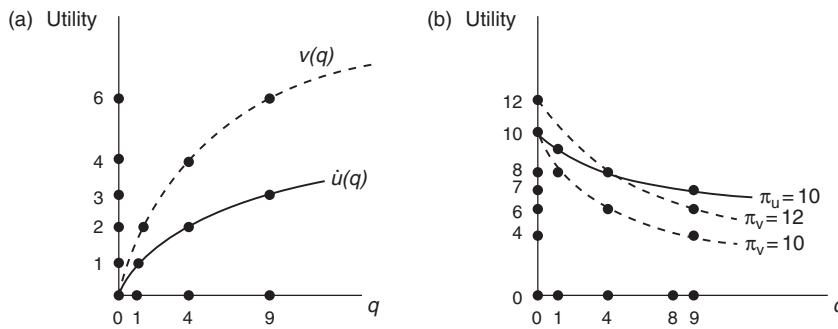 (a) Utility
v(q)
6
4
u̇(q)
3
2
1
0 1 4 9 q
(b) Utility
12
10
8
7
π_u = 10
6
π_v = 12
4
π_v = 10
0
0 1 4 8 9 q